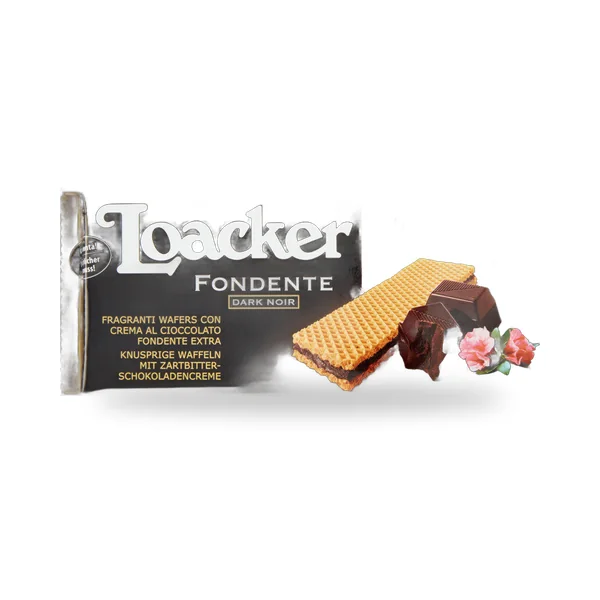 Loacker
FONDENTE
DARK NOIR
FRAGRANTI WAFERS CON
CREMA AL CIOCCOLATO
FONDENTE EXTRA
KNUSPRIGE WAFFELN
MIT ZARTBITTER-
SCHOKOLADENCREME